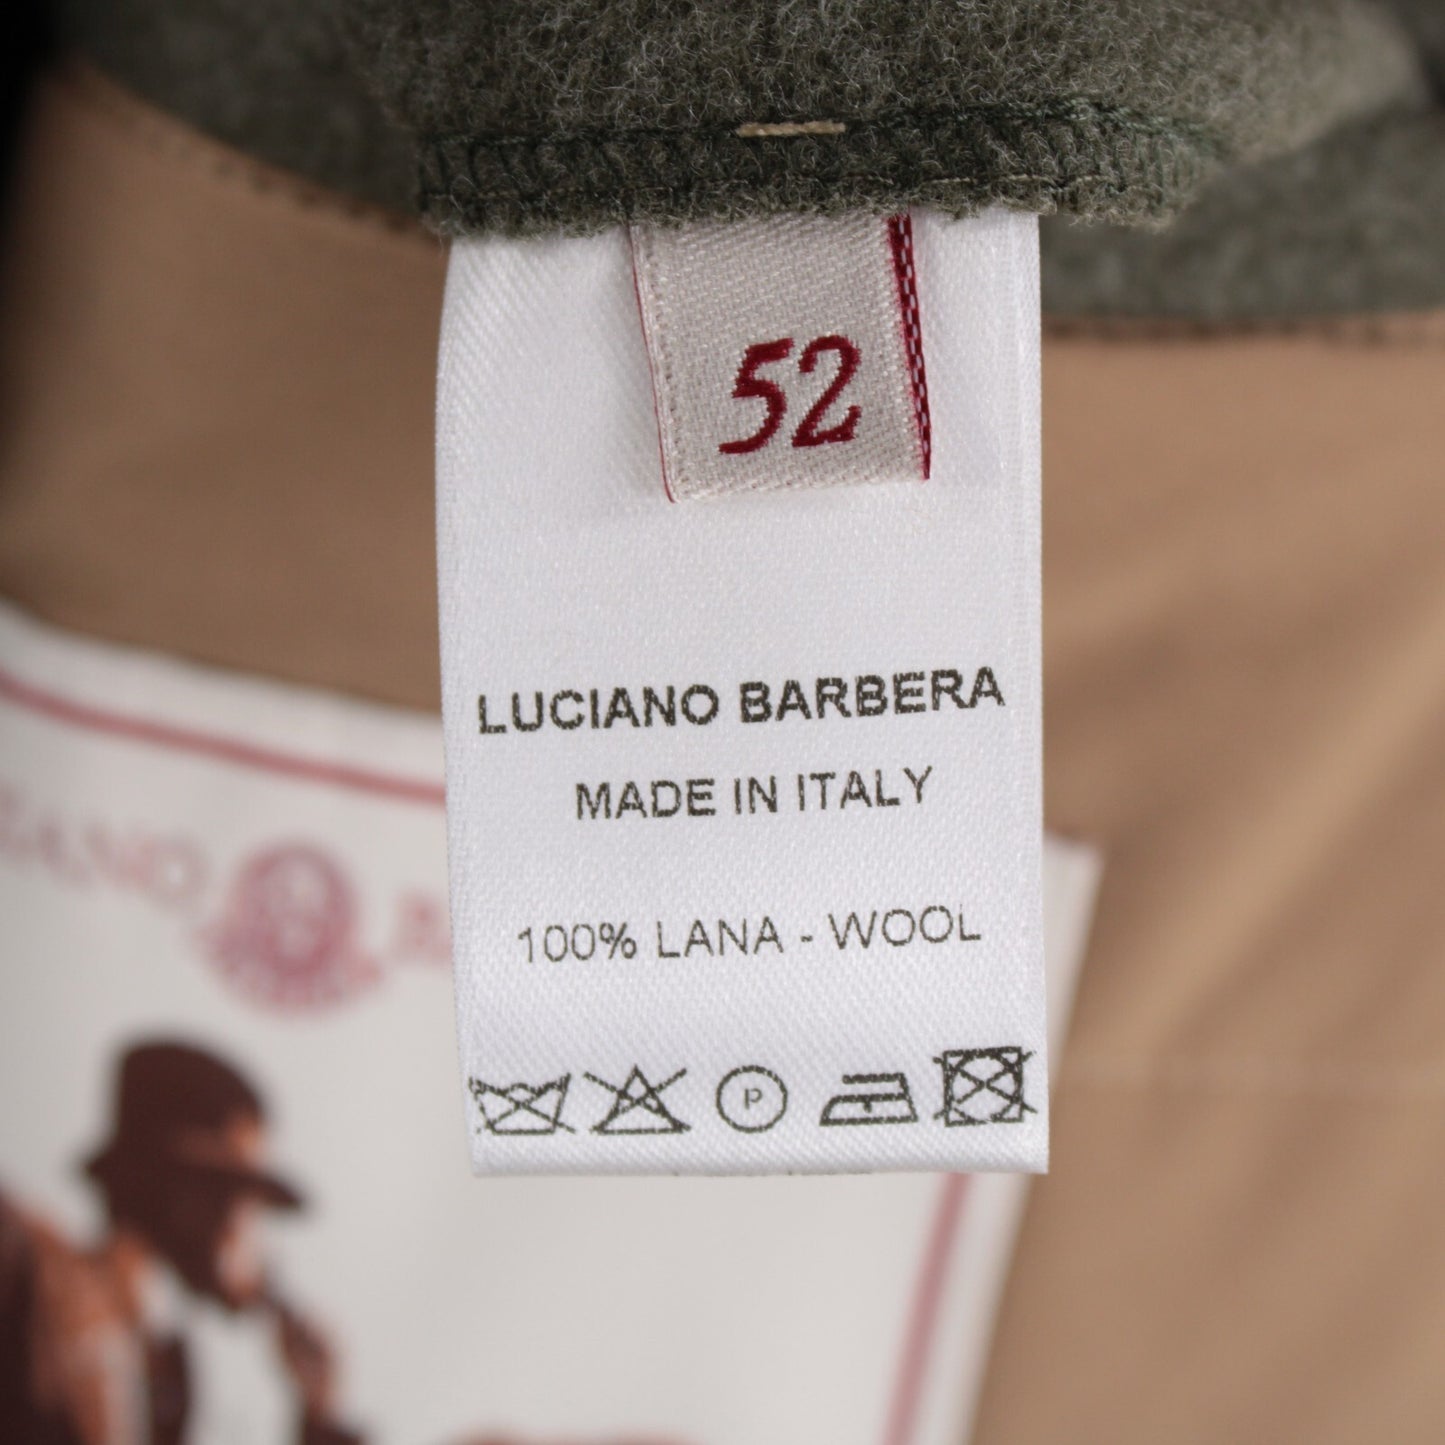 52
LUCIANO BARBERA
MADE IN ITALY
100% LANA - WOOL
P